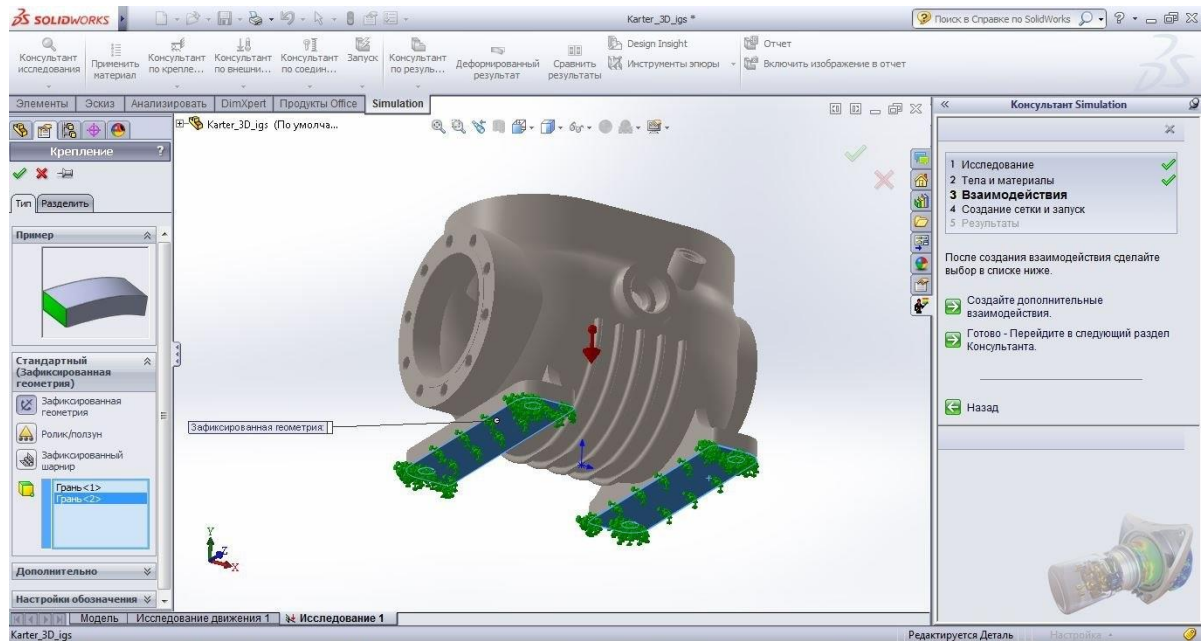 SOLIDWORKS
Karter_3D_igs *
Поиск в Справке по SolidWorks
Консультант исследования
Применить материал
Консультант по крепле...
Консультант по внешни...
Консультант по соедин...
Запуск
Консультант по резуль...
Деформированный результат
Сравнить результаты
Design Insight
Инструменты эпюры
Отчет
Включить изображение в отчет
Элементы
Эскиз
Анализировать
DimXpert
Продукты Office
Simulation
Karter_3D_igs (По умолча...
Крепление
?
Тип
Разделить
Пример
Стандартный
(Зафиксированная
геометрия)
Зафиксированная
геометрия
Ролик/ползун
Зафиксированный
шарнир
Грань<1>
Грань<2>
Дополнительно
Настройки обозначения
Зафиксированная геометрия:
Y
Z
X
Консультант Simulation
1 Исследование
2 Тела и материалы
3 Взаимодействия
4 Создание сетки и запуск
5 Результаты
После создания взаимодействия сделайте
выбор в списке ниже.
Создайте дополнительные
взаимодействия.
Готово - Перейдите в следующий раздел
Консультанта.
Назад
Модель
Исследование движения 1
Исследование 1
Karter_3D_igs
Редактируется Деталь
Настройка